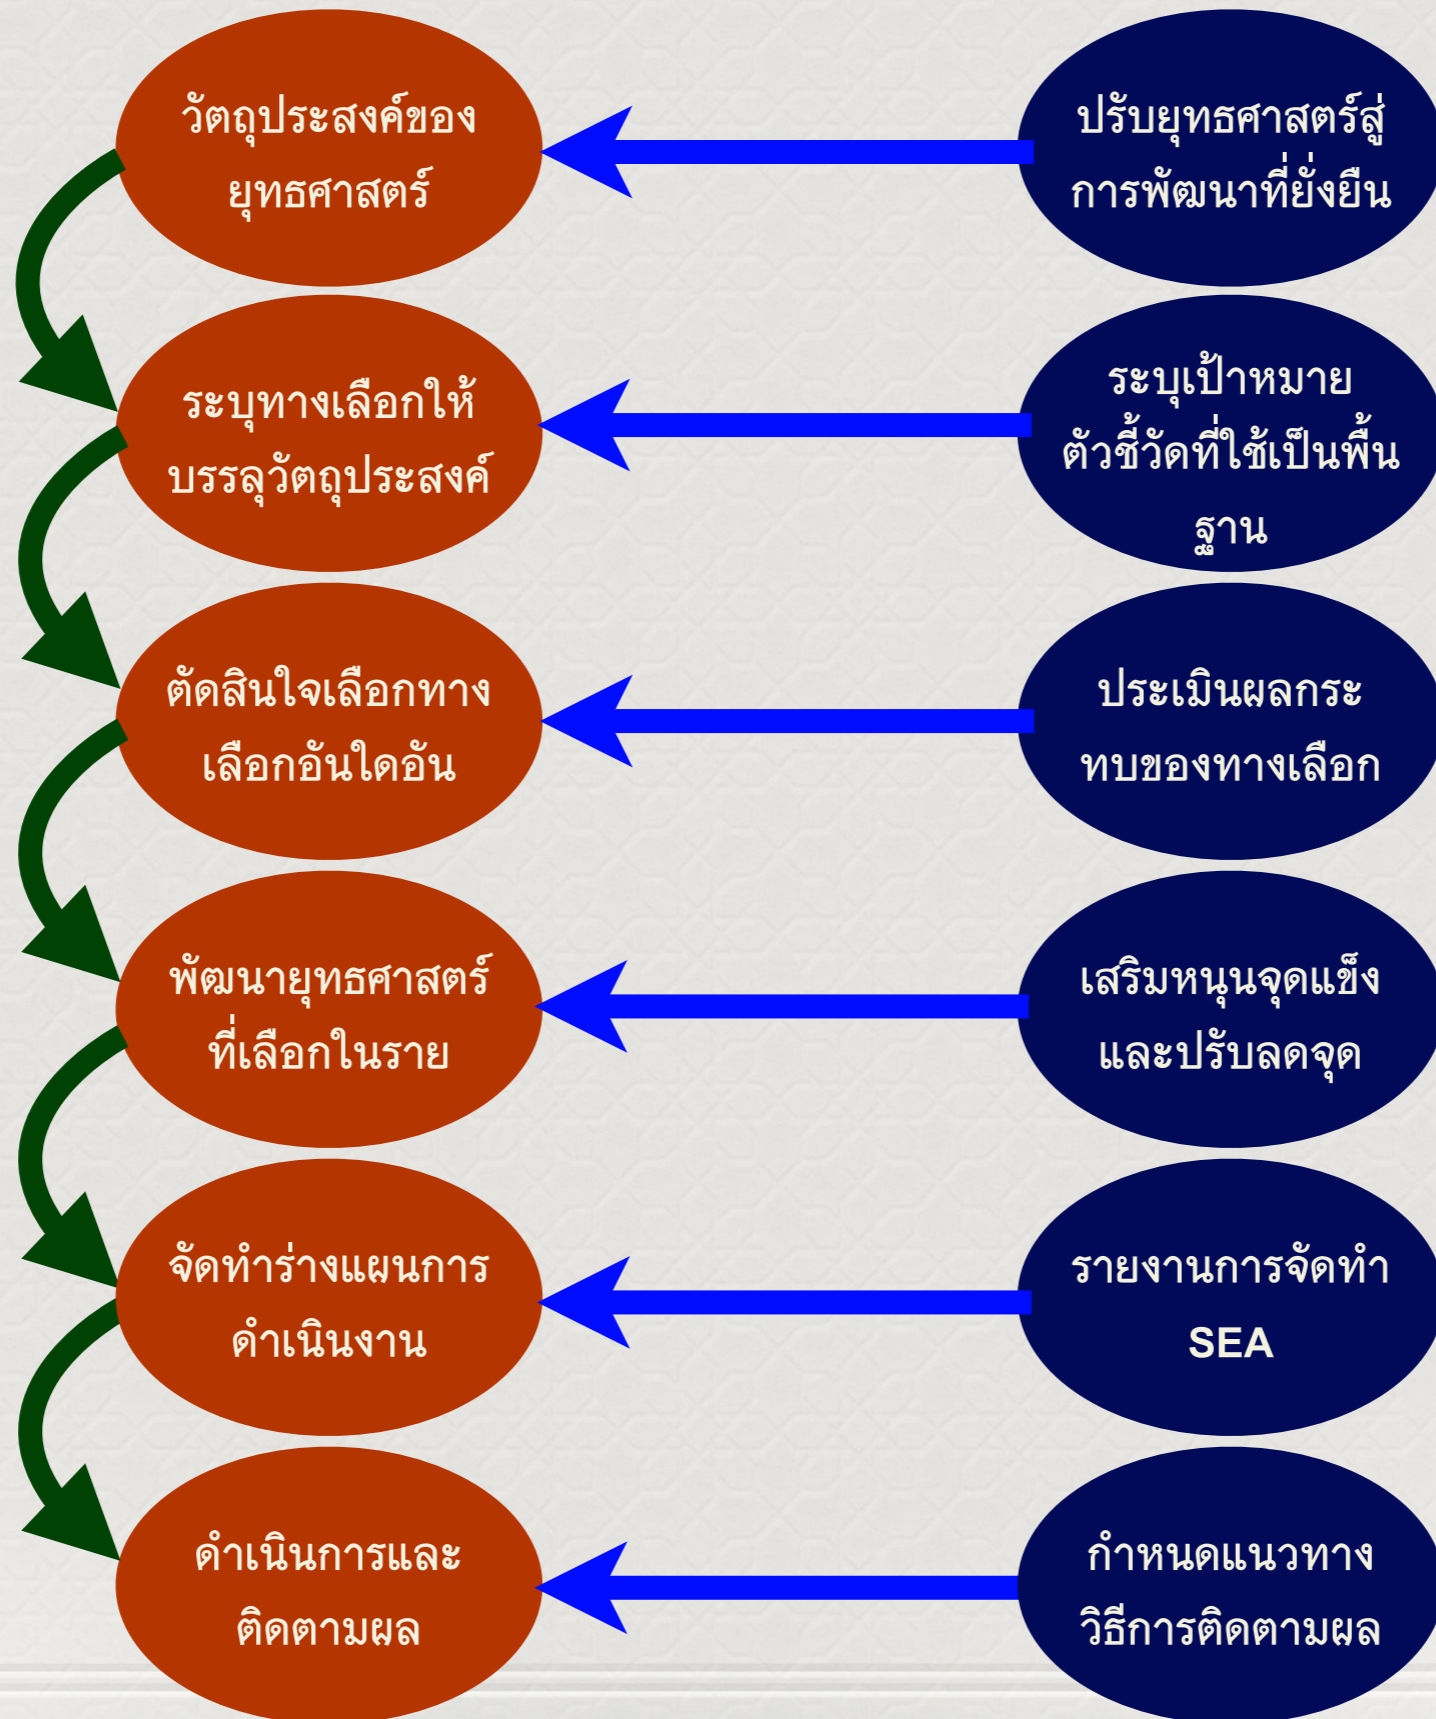 วัตถุประสงค์ของ
ยุทธศาสตร์
ปรับยุทธศาสตร์สู่
การพัฒนาที่ยั่งยืน
ระบุทางเลือกให้
บรรลุวัตถุประสงค์
ระบุเป้าหมาย
ตัวชี้วัดที่ใช้เป็นพื้น
ฐาน
ตัดสินใจเลือกทาง
เลือกอันใดอัน
ประเมินผลกระ
ทบของทางเลือก
พัฒนายุทธศาสตร์
ที่เลือกในราย
เสริมหนุนจุดแข็ง
และปรับลดจุด
จัดทำร่างแผนการ
ดำเนินงาน
รายงานการจัดทำ
SEA
ดำเนินการและ
ติดตามผล
กำหนดแนวทาง
วิธีการติดตามผล